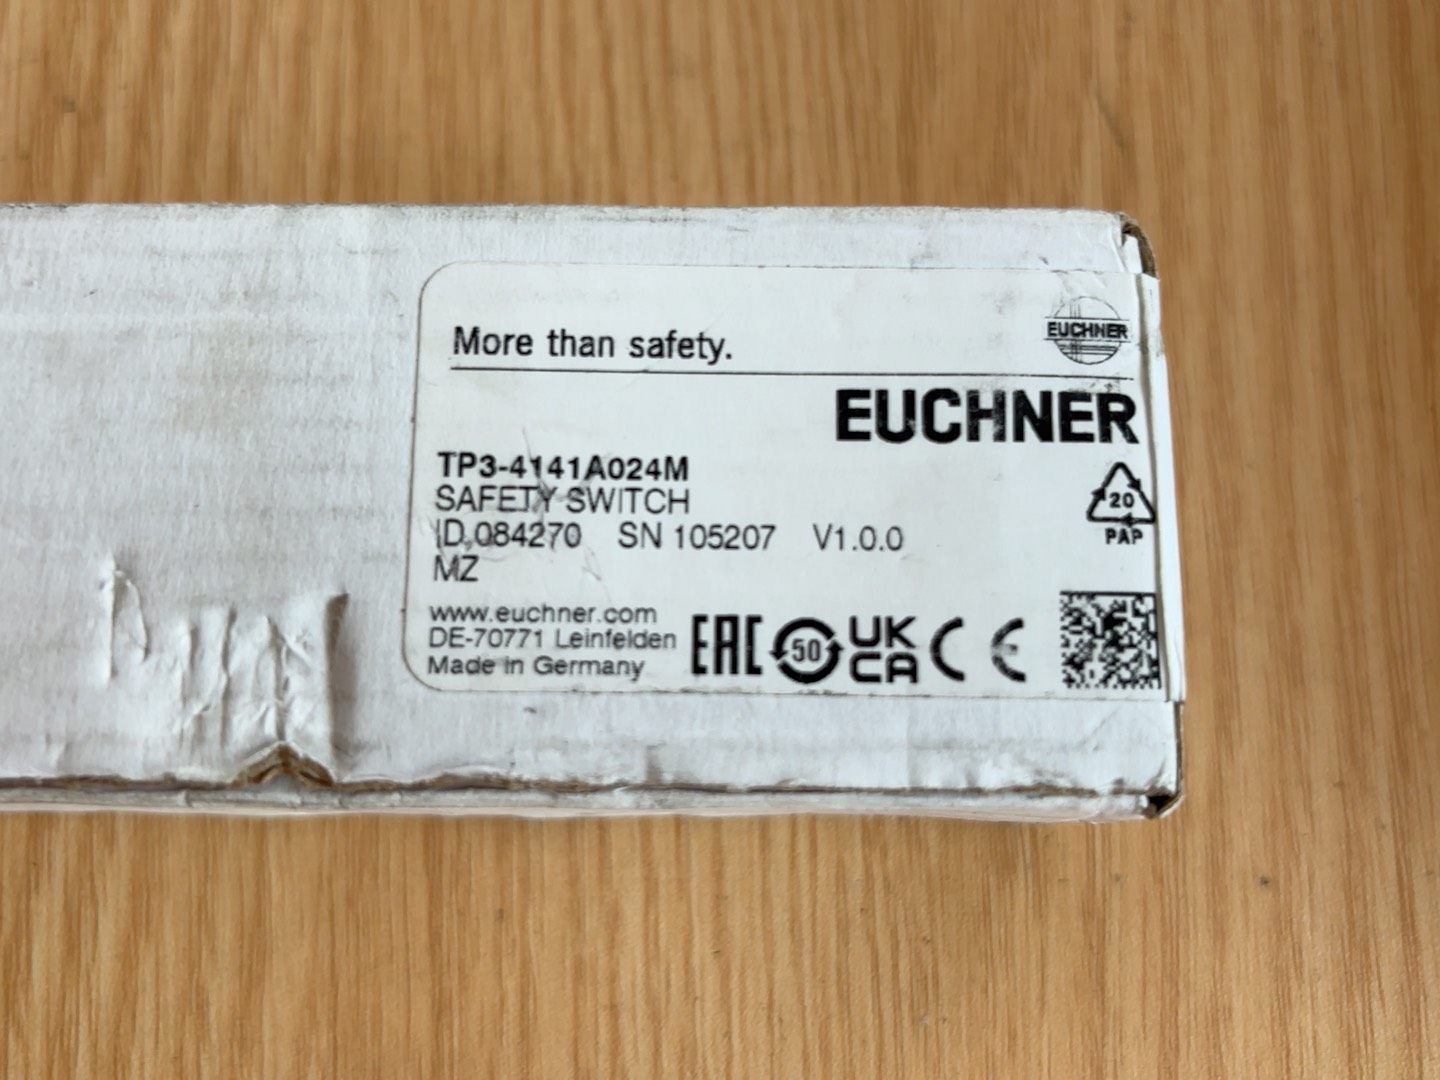 More than safety.
EUCHNER
EUCHNER
TP3-4141A024M
SAFETY SWITCH
ID.084270 SN 105207 V1.0.0
MZ
20
PAP
www.euchner.com
DE-70771 Leinfelden
Made in Germany
EAC 50 UK CA CE